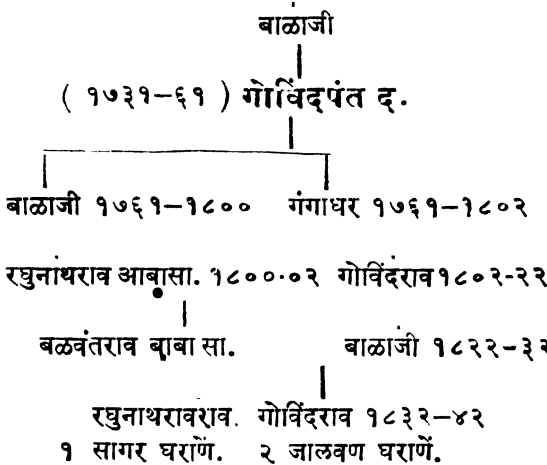 बाळाजी
( १७३१–६१ ) गोविंदपंत द.
बाळाजी १७६१–१८०० गंगाधर १७६१–१८०२
रघुनाथराव आबासा. १८००-०२ गोविंदराव १८०२-२२
बळवंतराव बाबा सा. बाळाजी १८२२–३२
रघुनाथरावराव. गोविंदराव १८३२–४२
१ सागर घराणें. २ जालवण घराणें.